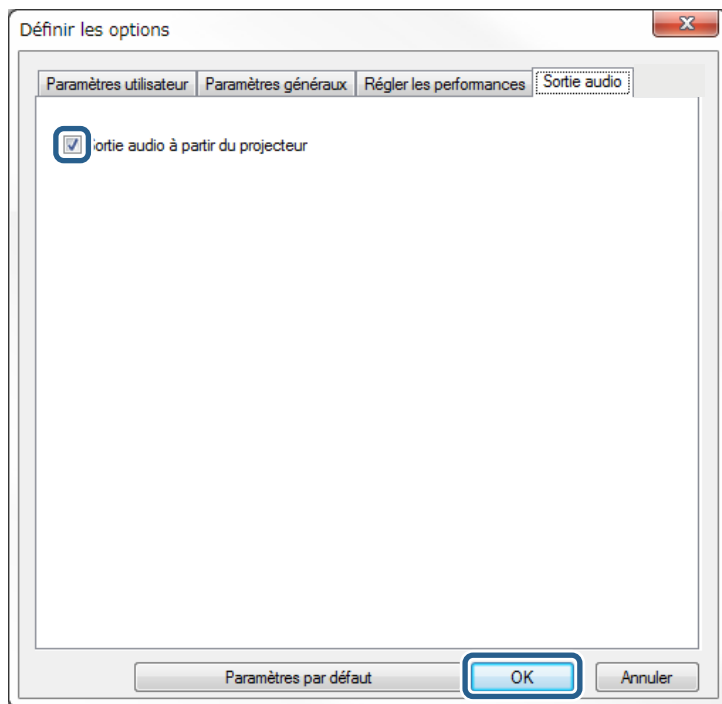 Définir les options
Paramètres utilisateur Paramètres généraux Régler les performances Sortie audio
ortie audio à partir du projecteur
Paramètres par défaut OK Annuler